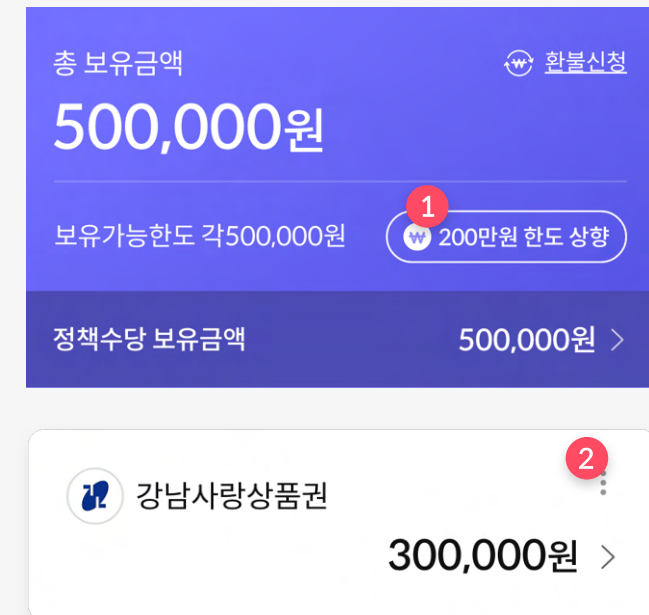 총 보유금액
환불신청
500,000원
1
보유가능한도 각500,000원
₩ 200만원 한도 상향
정책수당 보유금액
500,000원 >
2
강남사랑상품권
300,000원 >